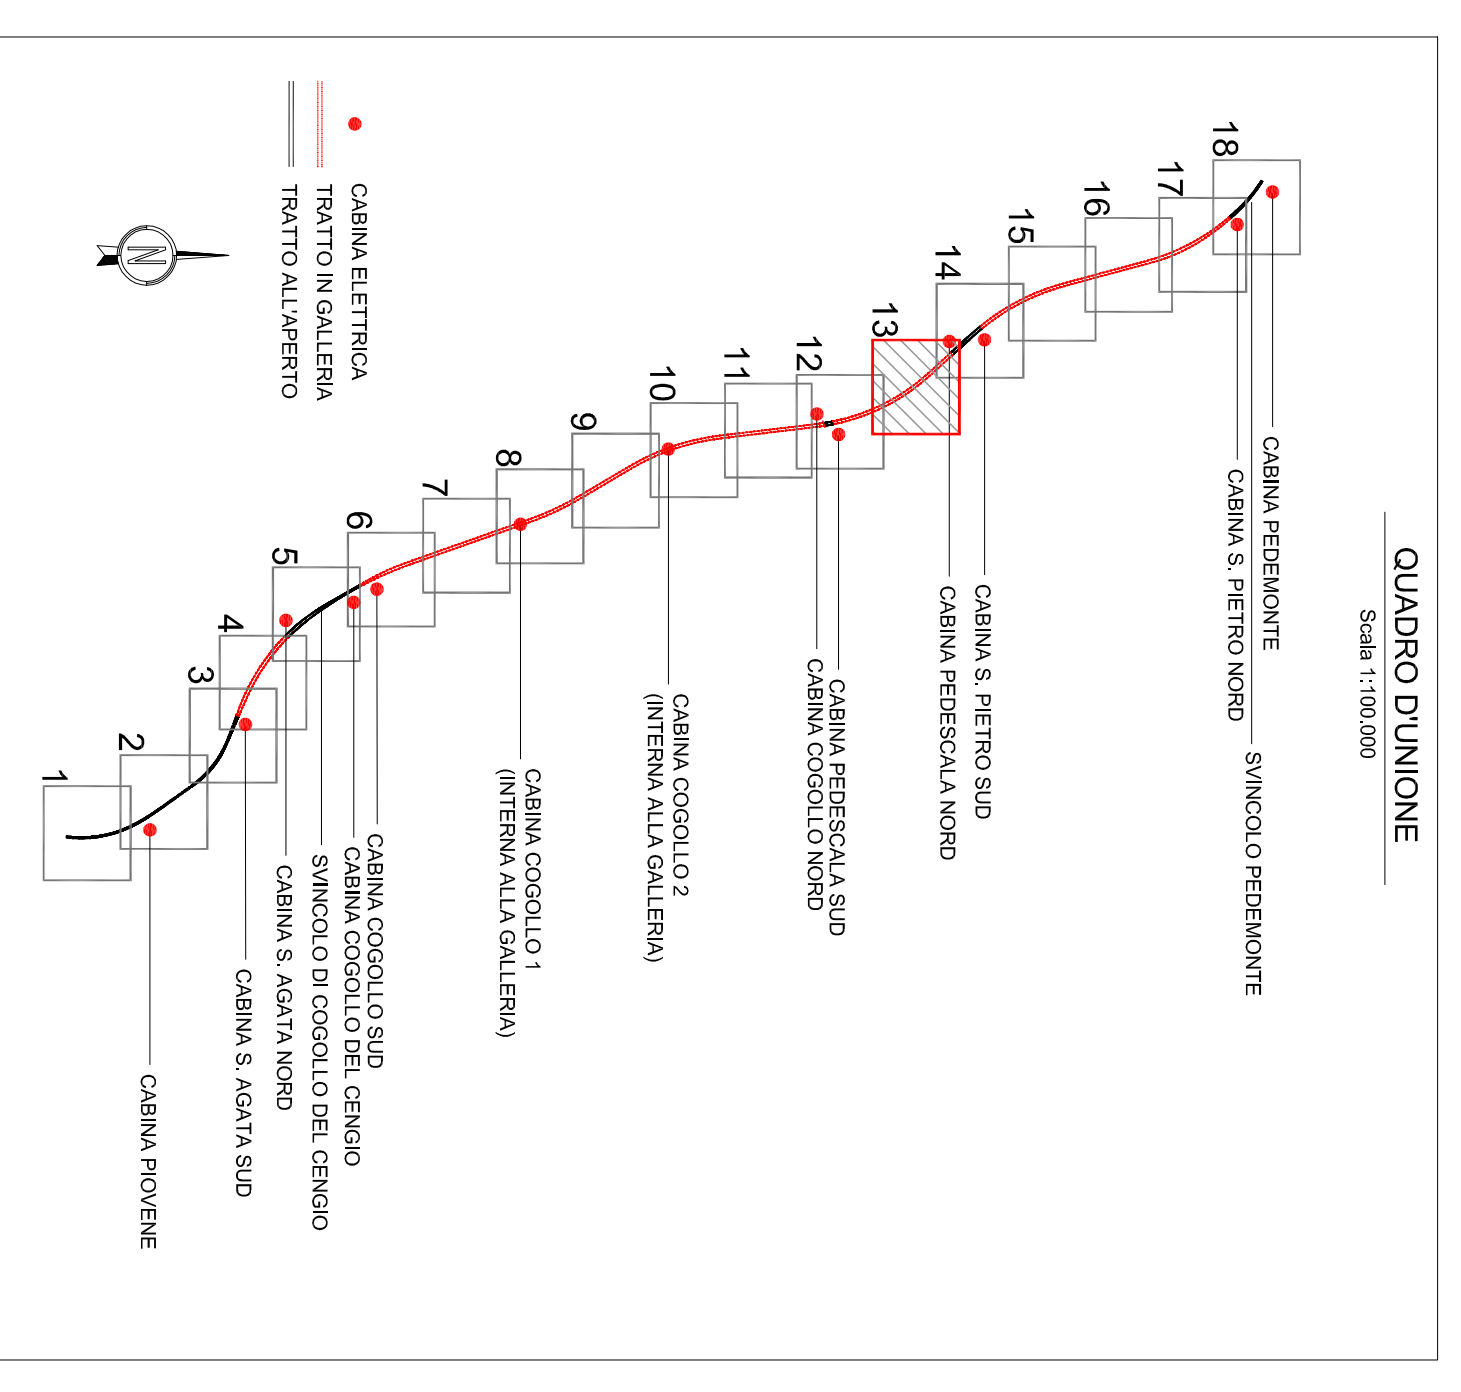 QUADRO D'UNIONE
Scala 1:100.000
18
17
16
15
14
13
12
11
10
9
8
7
6
5
4
3
2
1
CABINA PEDEMONTE
SVINCOLO PEDEMONTE
CABINA S. PIETRO NORD
CABINA S. PIETRO SUD
CABINA PEDESCALA NORD
CABINA PEDESCALA SUD
CABINA COGOLLO NORD
CABINA COGOLLO 2
(INTERNA ALLA GALLERIA)
CABINA COGOLLO 1
(INTERNA ALLA GALLERIA)
CABINA COGOLLO SUD
CABINA COGOLLO DEL CENGIO
SVINCOLO DI COGOLLO DEL CENGIO
CABINA S. AGATA NORD
CABINA S. AGATA SUD
CABINA PIOVENE
CABINA ELETTRICA
TRATTO IN GALLERIA
TRATTO ALL'APERTO
N